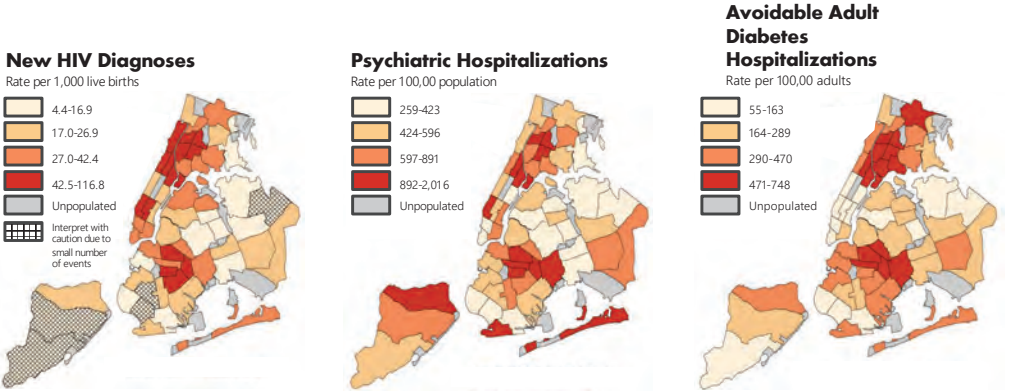 New HIV Diagnoses
Rate per 1,000 live births
4.4-16.9
17.0-26.9
27.0-42.4
42.5-116.8
Unpopulated
Interpret with
caution due to
small number
of events
Psychiatric Hospitalizations
Rate per 100,00 population
259-423
424-596
597-891
892-2,016
Unpopulated
Avoidable Adult
Diabetes
Hospitalizations
Rate per 100,00 adults
55-163
164-289
290-470
471-748
Unpopulated